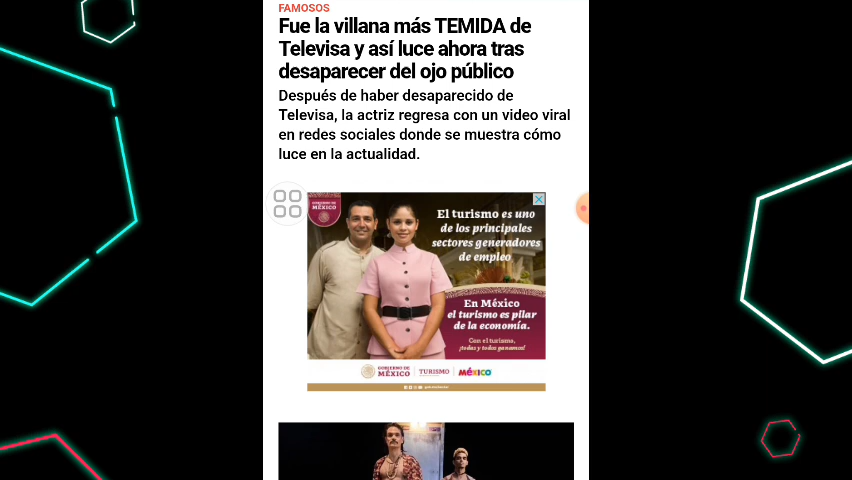 FAMOSOS
Fue la villana más TEMIDA de
Televisa y así luce ahora tras
desaparecer del ojo público
Después de haber desaparecido de
Televisa, la actriz regresa con un video viral
en redes sociales donde se muestra cómo
luce en la actualidad.
GOBIERNO DE
MÉXICO
El turismo es uno
de los principales
sectores generadores
de empleo
En México
el turismo es pilar
de la economía.
Con el turismo,
¡todas y todos ganamos!
GOBIERNO DE
MÉXICO
TURISMO
MÉXICO